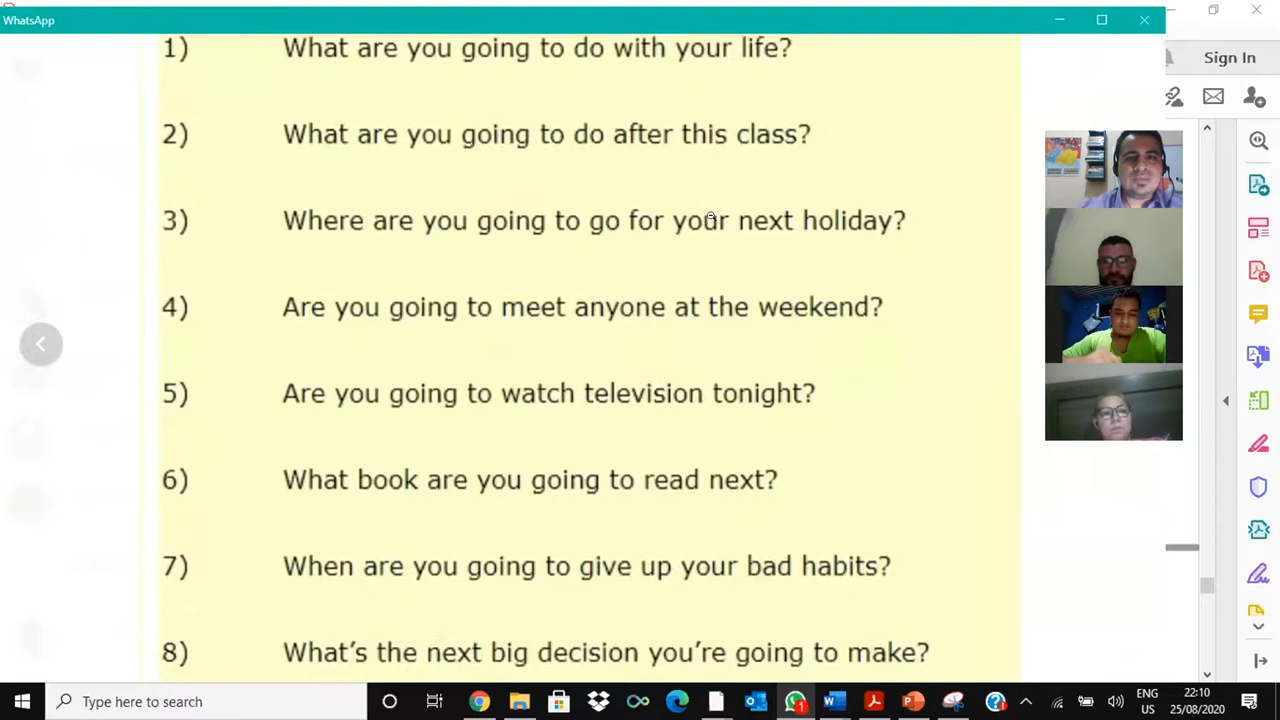 WhatsApp
1) What are you going to do with your life?
Sign In
2) What are you going to do after this class?
3) Where are you going to go for your next holiday?
4) Are you going to meet anyone at the weekend?
5) Are you going to watch television tonight?
6) What book are you going to read next?
7) When are you going to give up your bad habits?
8) What's the next big decision you're going to make?
Type here to search
1
ENG
US
22:10
25/08/2020